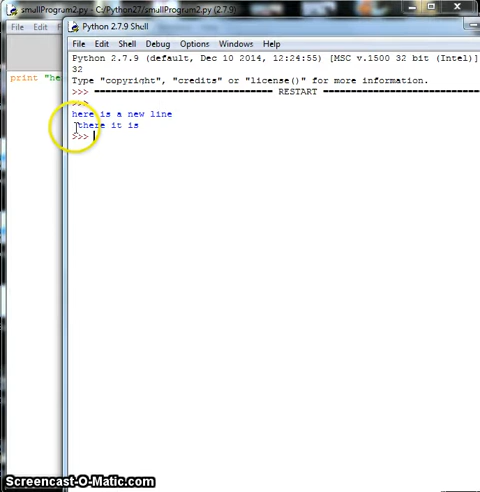 smallProgram2.py - C:/Python27/smallProgram2.py (2.7.9)
File Edit
print "he
Python 2.7.9 Shell
File Edit Shell Debug Options Windows Help
Python 2.7.9 (default, Dec 10 2014, 12:24:55) [MSC v.1500 32 bit (Intel)]
32
Type "copyright", "credits" or "license()" for more information.
>>> ================================ RESTART ================================
>>>
here is a new line
 there it is
>>>
Screencast-O-Matic.com